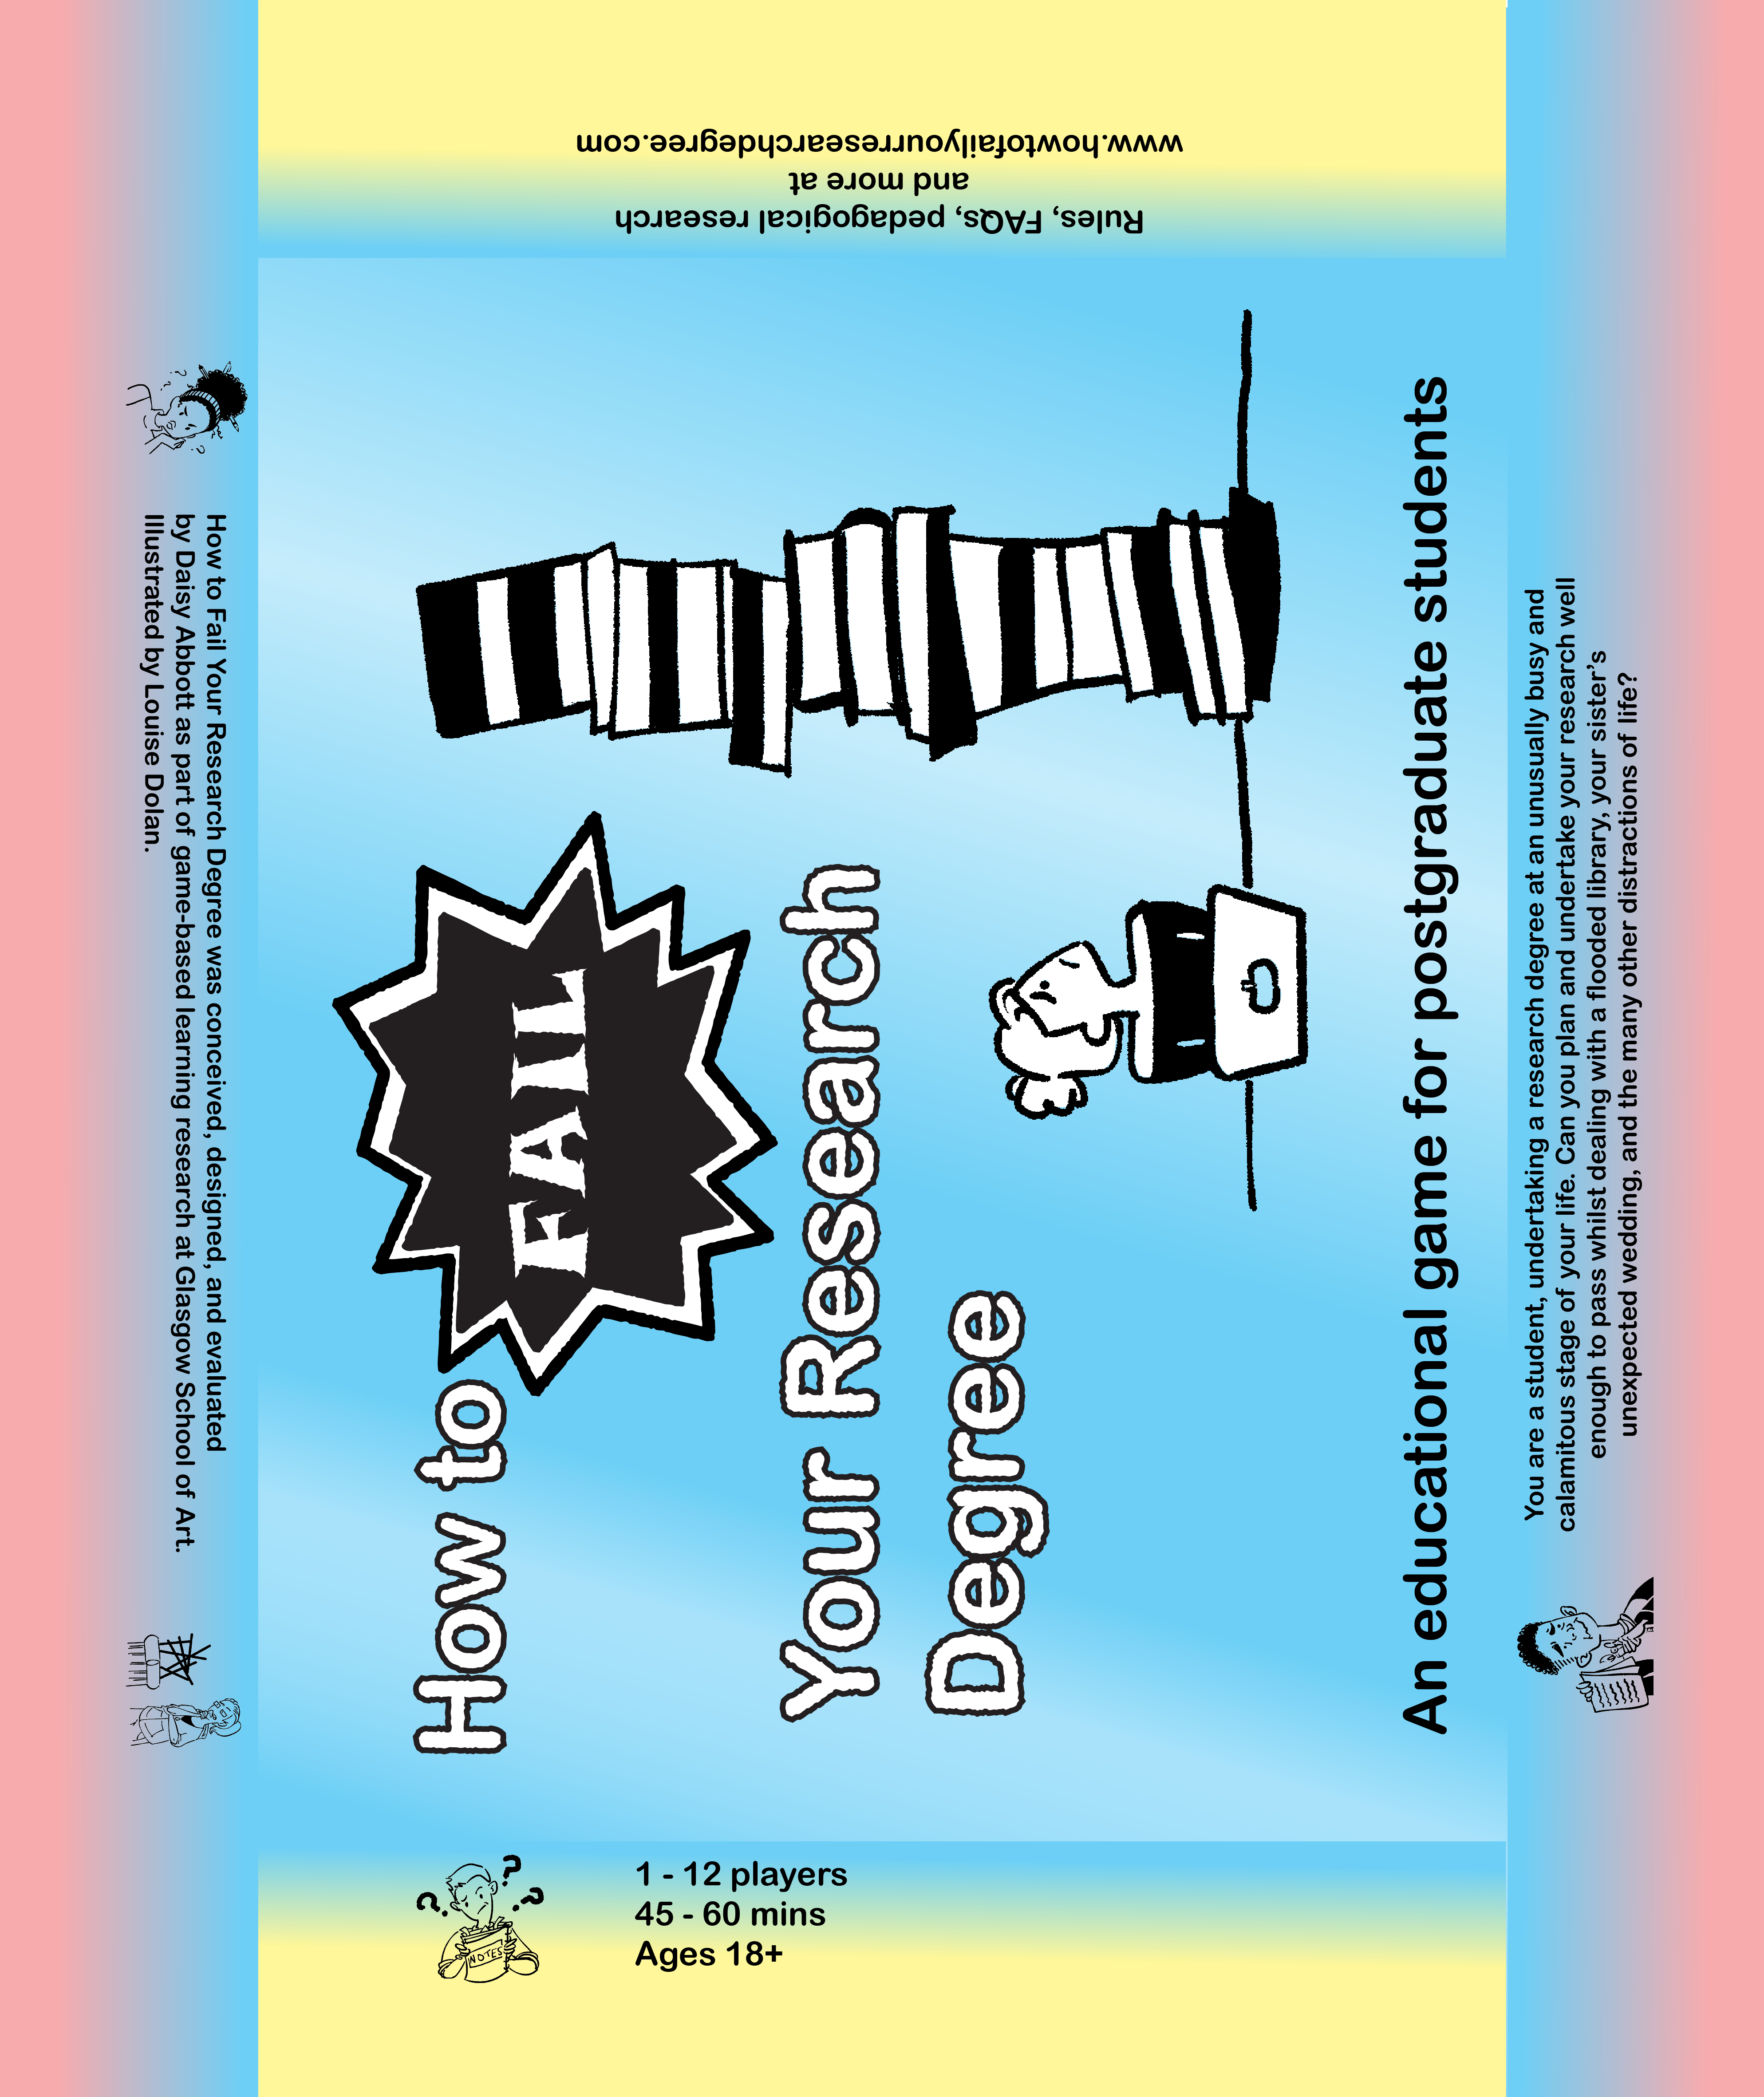 How to
FAIL
Your Research
Degree
An educational game for postgraduate students
You are a student, undertaking a research degree at an unusually busy and
calamitous stage of your life. Can you plan and undertake your research well
enough to pass whilst dealing with a flooded library, your sister’s
unexpected wedding, and the many other distractions of life?
How to Fail Your Research Degree was conceived, designed, and evaluated
by Daisy Abbott as part of game-based learning research at Glasgow School of Art.
Illustrated by Louise Dolan.
Rules, FAQs, pedagogical research
and more at
www.howtofailyourresearchdegree.com
? ? ?
NOTES
1 - 12 players
45 - 60 mins
Ages 18+